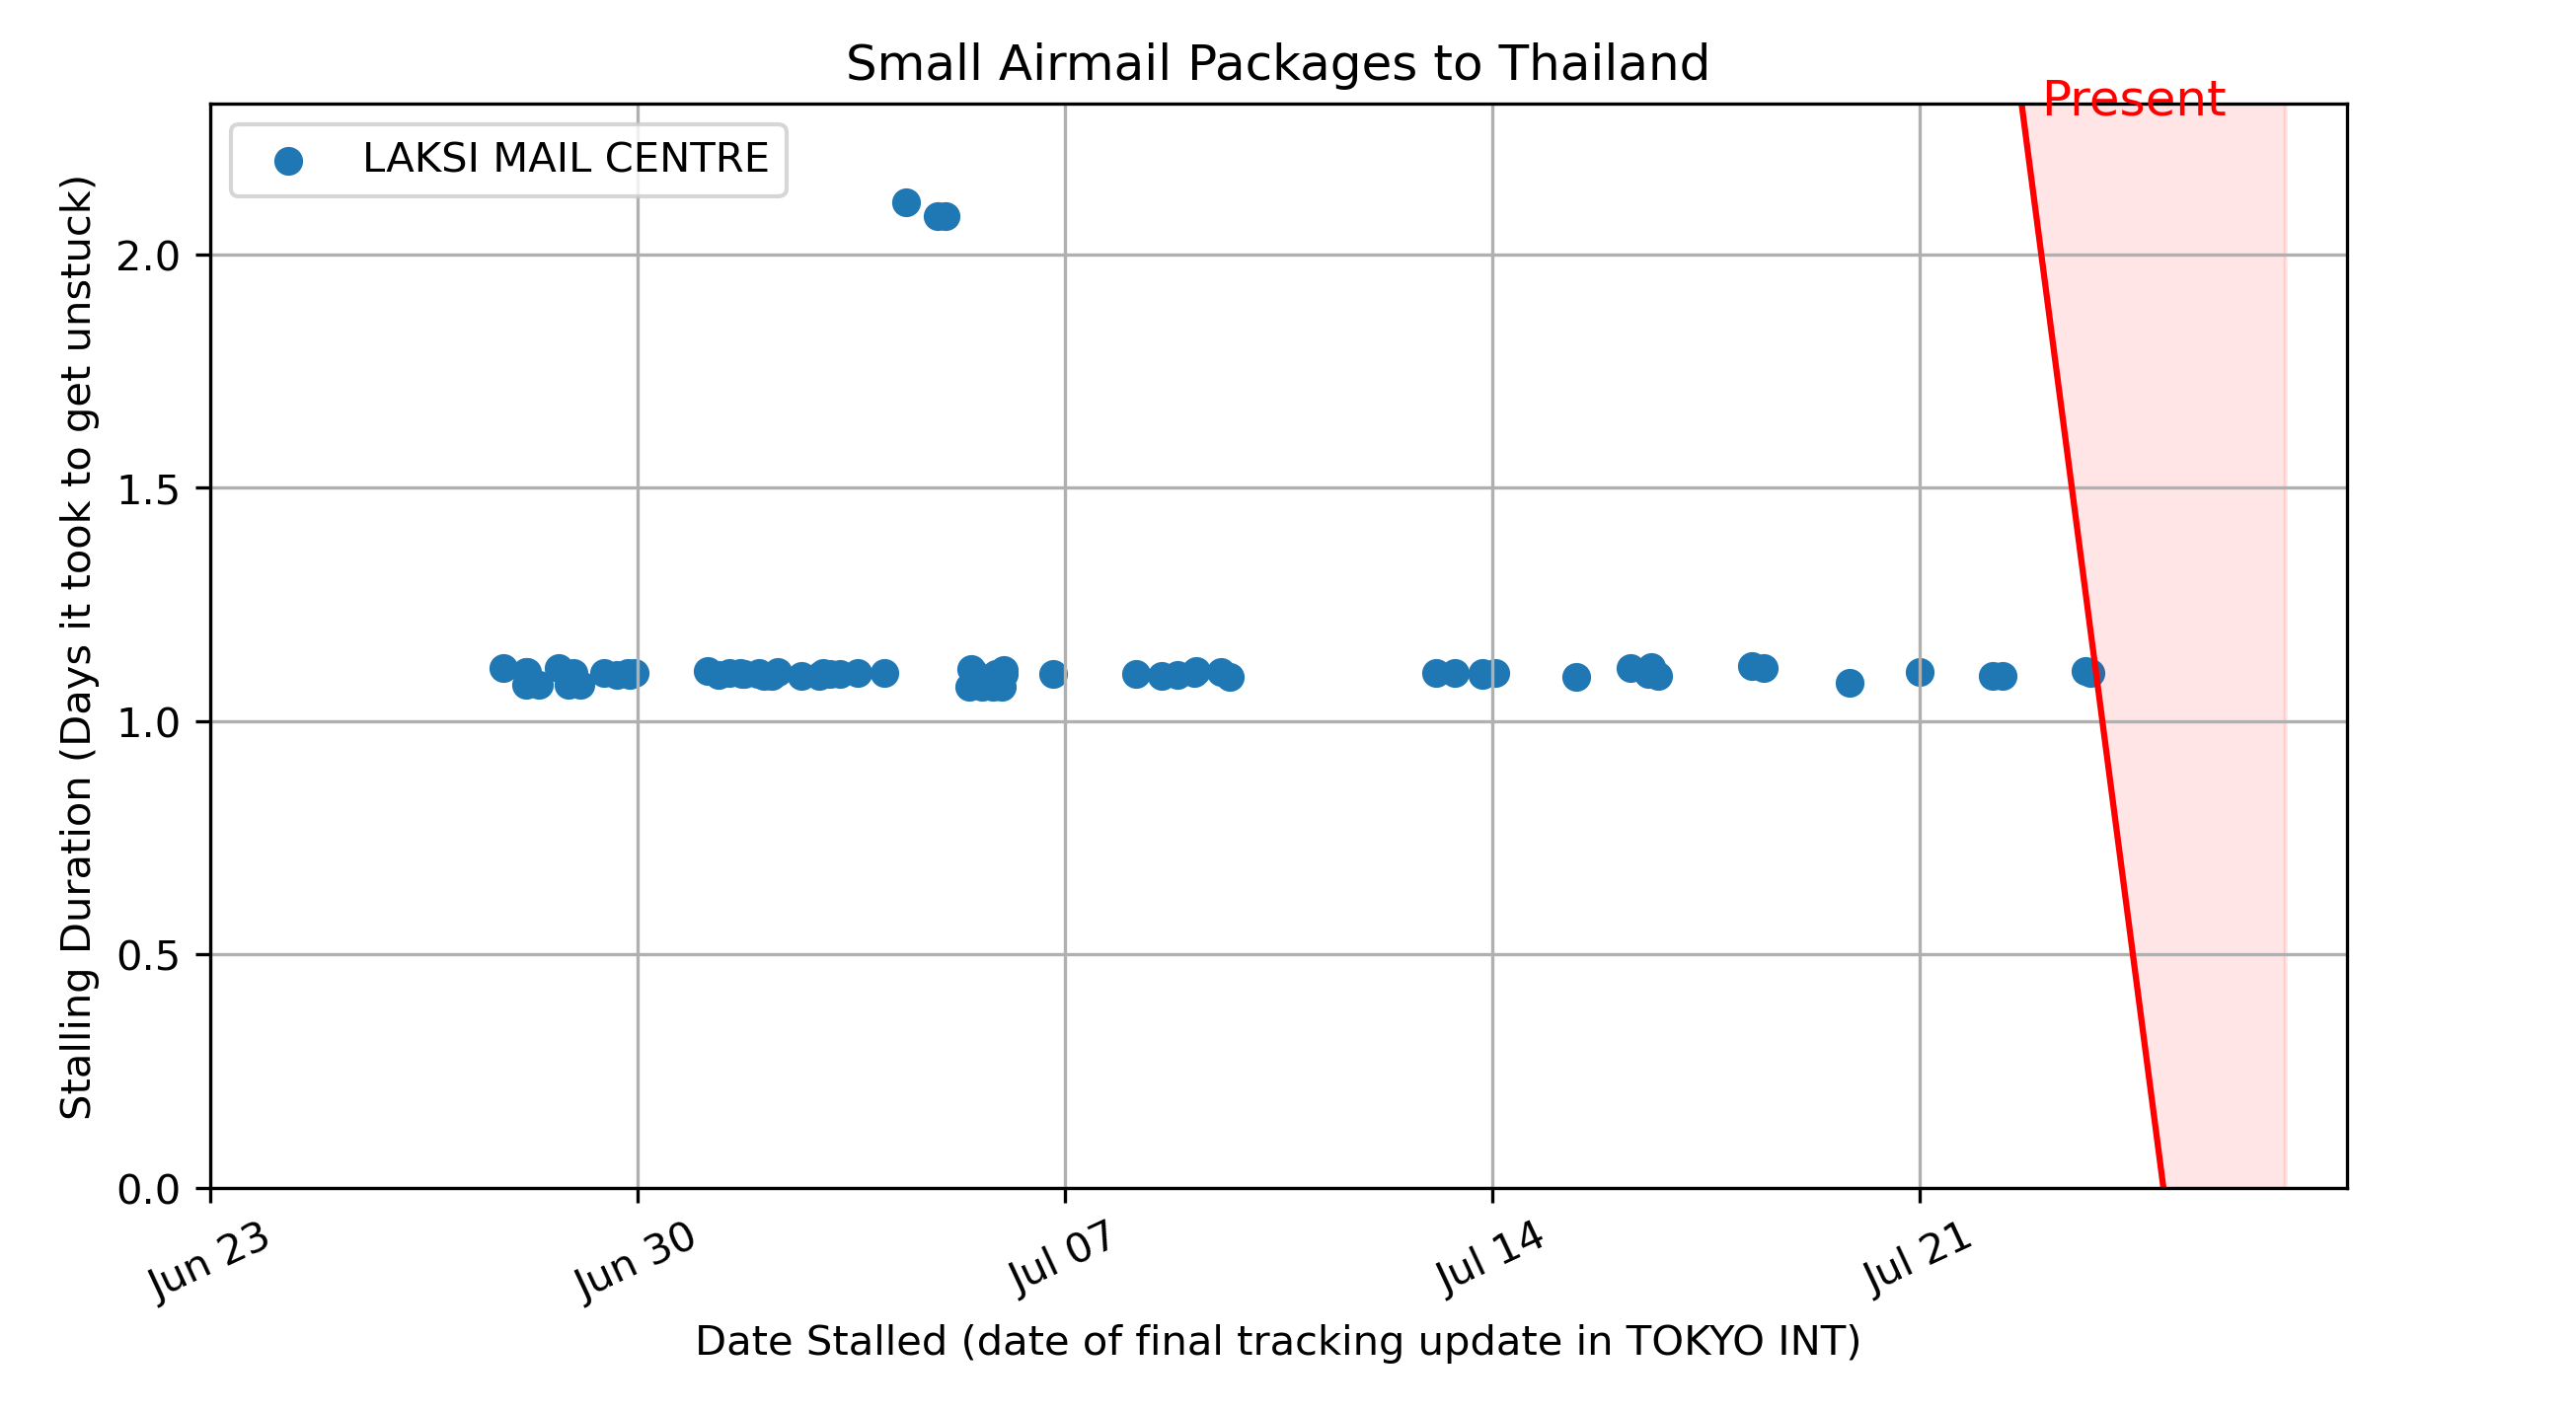 Small Airmail Packages to Thailand
Present
LAKSI MAIL CENTRE
Stalling Duration (Days it took to get unstuck)
2.0
1.5
1.0
0.5
0.0
Jun 23
Jun 30
Jul 07
Jul 14
Jul 21
Date Stalled (date of final tracking update in TOKYO INT)